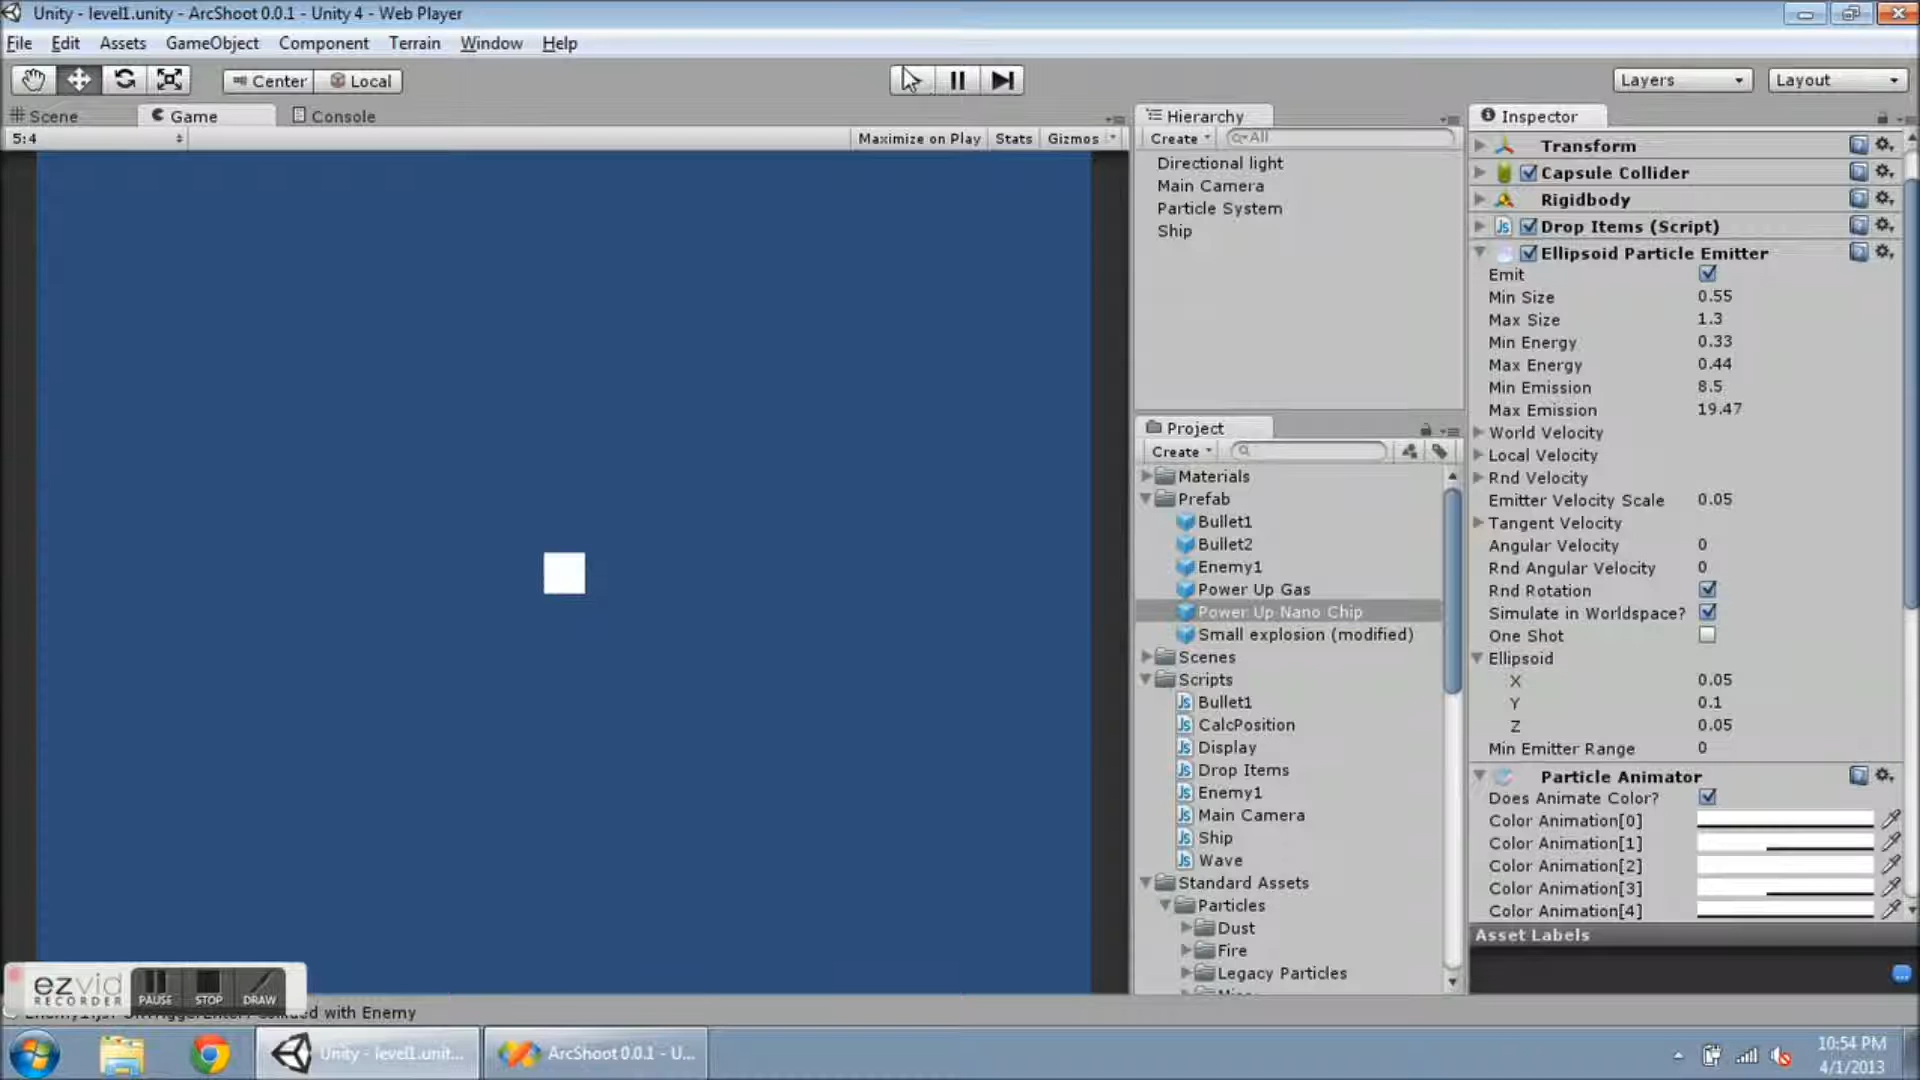 Unity - level1.unity - ArcShoot 0.0.1 - Unity 4 - Web Player
File Edit Assets GameObject Component Terrain Window Help
Center Local Layers Layout
Scene Game Console
5:4 Maximize on Play Stats Gizmos
Hierarchy
Create All
Directional light
Main Camera
Particle System
Ship
Project
Create
Materials
Prefab
Bullet1
Bullet2
Enemy1
Power Up Gas
Power Up Nano Chip
Small explosion (modified)
Scenes
Scripts
Bullet1
CalcPosition
Display
Drop Items
Enemy1
Main Camera
Ship
Wave
Standard Assets
Particles
Dust
Fire
Legacy Particles
Inspector
Transform
Capsule Collider
Rigidbody
Drop Items (Script)
Ellipsoid Particle Emitter
Emit
Min Size 0.55
Max Size 1.3
Min Energy 0.33
Max Energy 0.44
Min Emission 8.5
Max Emission 19.47
World Velocity
Local Velocity
Rnd Velocity
Emitter Velocity Scale 0.05
Tangent Velocity
Angular Velocity 0
Rnd Angular Velocity 0
Rnd Rotation
Simulate in Worldspace?
One Shot
Ellipsoid
X 0.05
Y 0.1
Z 0.05
Min Emitter Range 0
Particle Animator
Does Animate Color?
Color Animation[0]
Color Animation[1]
Color Animation[2]
Color Animation[3]
Color Animation[4]
Asset Labels
ezvid
RECORDER PAUSE STOP DRAW
with Enemy
Unity - level1.unit... ArcShoot 0.0.1 - U...
10:54 PM
4/1/2013